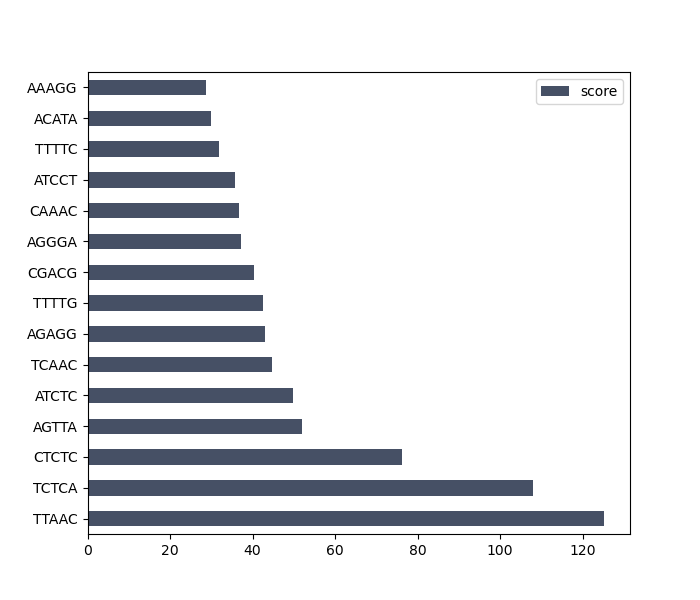 score
AAAGG
ACATA
TTTTC
ATCCT
CAAAC
AGGGA
CGACG
TTTTG
AGAGG
TCAAC
ATCTC
AGTTA
CTCTC
TCTCA
TTAAC
0 20 40 60 80 100 120